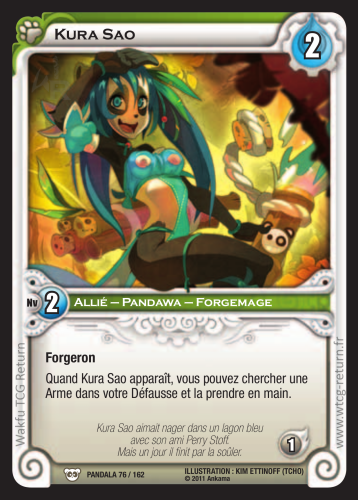 Kura Sao
2
Nv 2 Allié – Pandawa – Forgemage
Forgeron
Quand Kura Sao apparaît, vous pouvez chercher une
Arme dans votre Défausse et la prendre en main.
Kura Sao aimait nager dans un lagon bleu
avec son ami Perry Stoff.
Mais un jour il finit par la soûler.
1
PANDALA 76 / 162
ILLUSTRATION : KIM ETTINOFF (TCHO)
© 2011 Ankama
Wakfu TCG Return
www.wtcg-return.fr